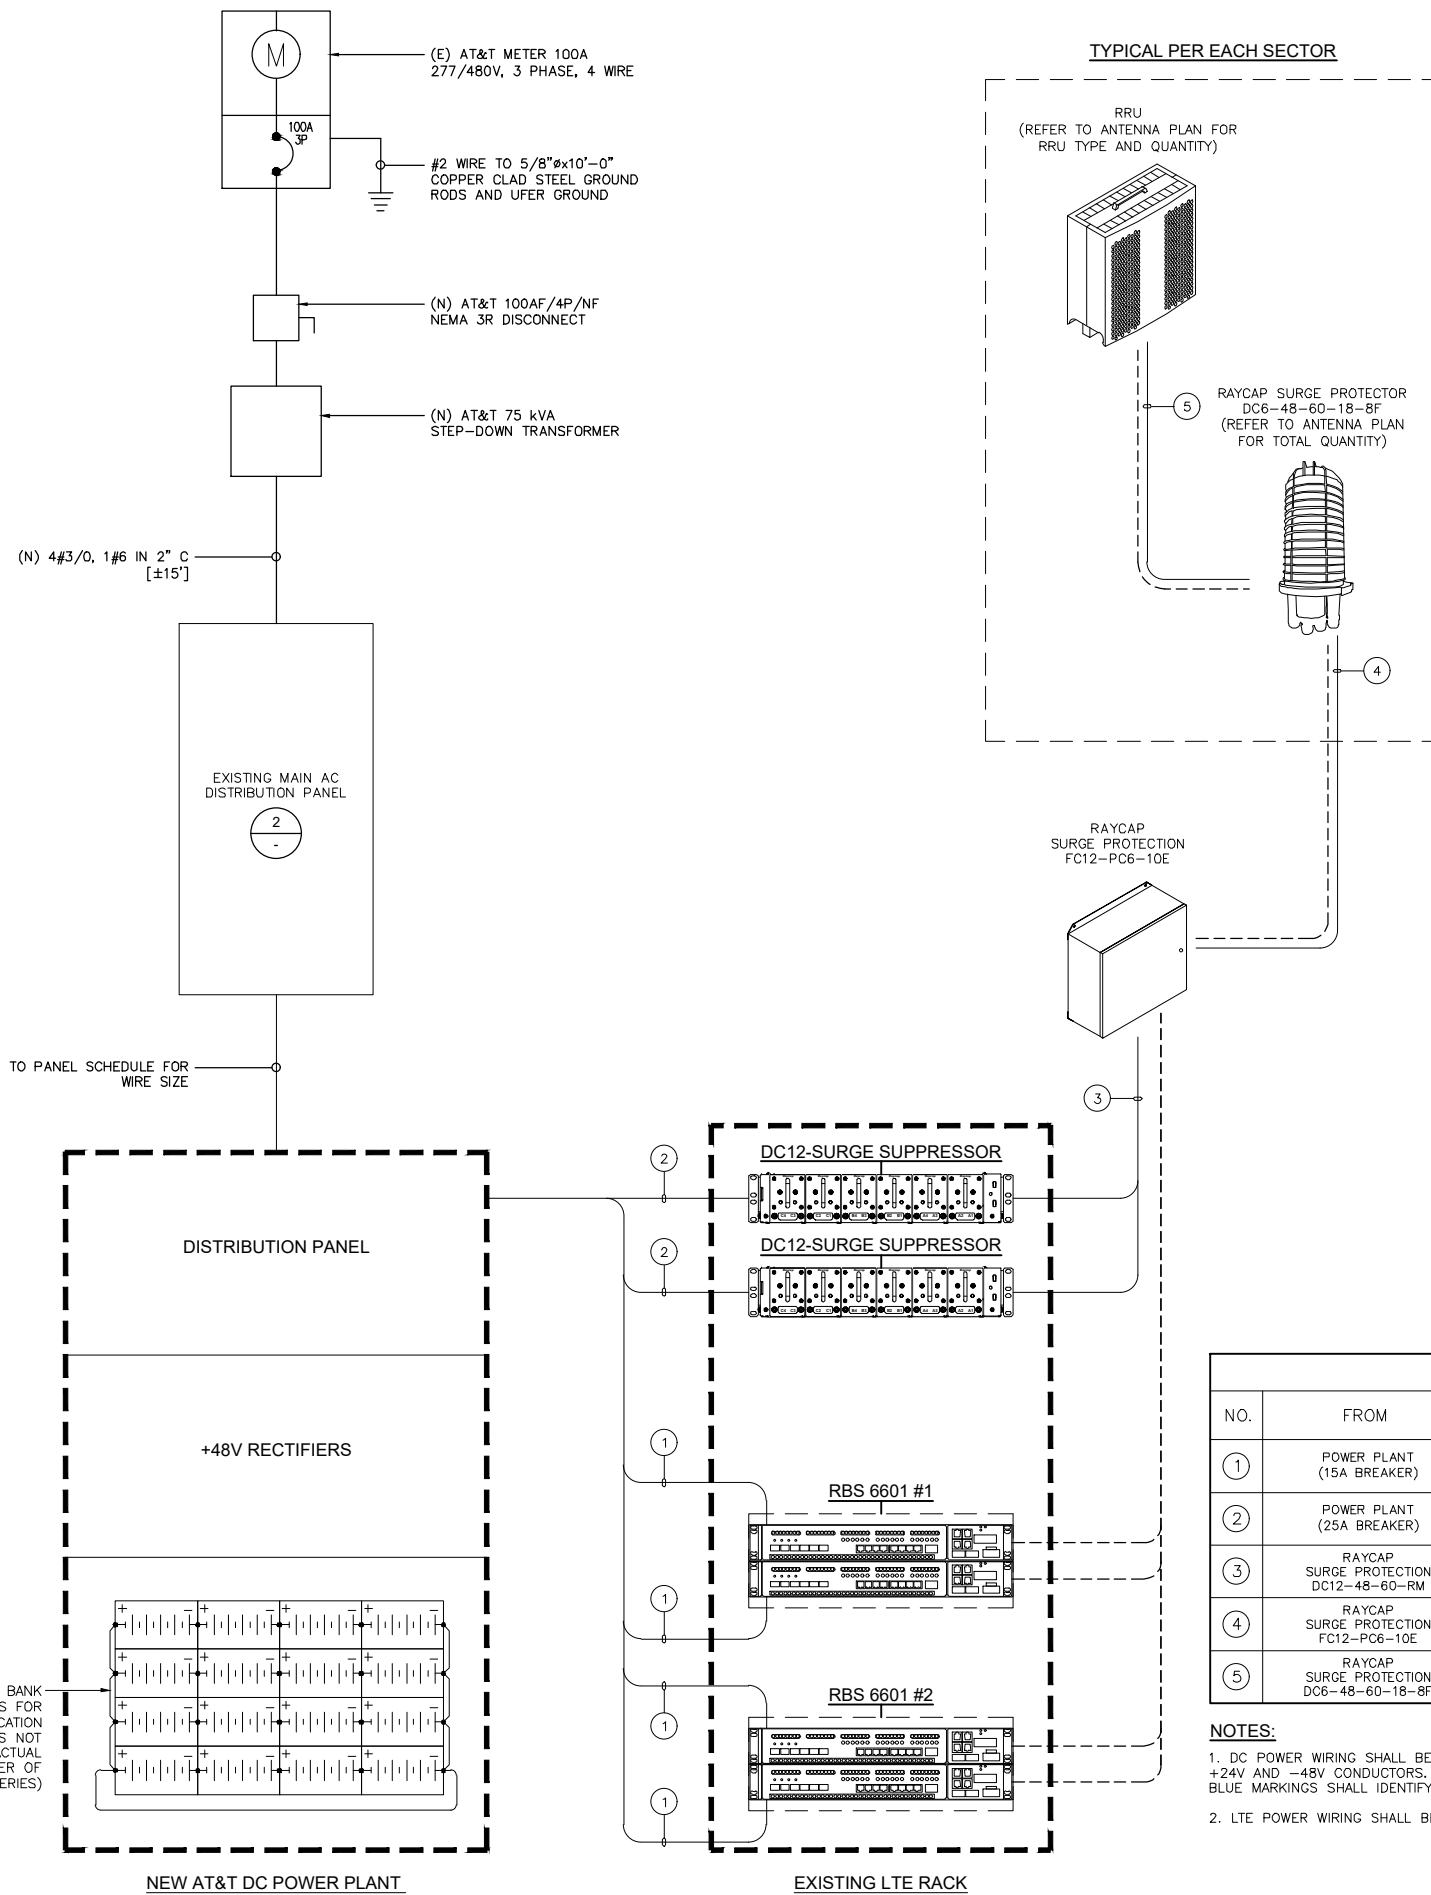 M
(E) AT&T METER 100A
277/480V, 3 PHASE, 4 WIRE
100A
3P
#2 WIRE TO 5/8"øx10'-0"
COPPER CLAD STEEL GROUND
RODS AND UFER GROUND
(N) AT&T 100AF/4P/NF
NEMA 3R DISCONNECT
(N) AT&T 75 kVA
STEP-DOWN TRANSFORMER
(N) 4#3/0, 1#6 IN 2" C
[±15']
EXISTING MAIN AC
DISTRIBUTION PANEL
2
-
TO PANEL SCHEDULE FOR
WIRE SIZE
TYPICAL PER EACH SECTOR
RRU
(REFER TO ANTENNA PLAN FOR
RRU TYPE AND QUANTITY)
5
RAYCAP SURGE PROTECTOR
DC6-48-60-18-8F
(REFER TO ANTENNA PLAN
FOR TOTAL QUANTITY)
4
RAYCAP
SURGE PROTECTION
FC12-PC6-10E
3
DISTRIBUTION PANEL
+48V RECTIFIERS
+ - + - + - + -
+ - + - + - + -
+ - + - + - + -
+ - + - + - + -
BANK
S FOR
CATION
S NOT
ACTUAL
ER OF
ERIES)
NEW AT&T DC POWER PLANT
2
DC12-SURGE SUPPRESSOR
2
DC12-SURGE SUPPRESSOR
1
RBS 6601 #1
1
RBS 6601 #2
1
1
EXISTING LTE RACK
NO. FROM
1 POWER PLANT
(15A BREAKER)
2 POWER PLANT
(25A BREAKER)
3 RAYCAP
SURGE PROTECTION
DC12-48-60-RM
4 RAYCAP
SURGE PROTECTION
FC12-PC6-10E
5 RAYCAP
SURGE PROTECTION
DC6-48-60-18-8F
NOTES:
1. DC POWER WIRING SHALL BE
+24V AND -48V CONDUCTORS.
BLUE MARKINGS SHALL IDENTIFY
2. LTE POWER WIRING SHALL B